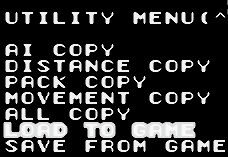 UTILITY MENU(^
AI COPY
DISTANCE COPY
PACK COPY
MOVEMENT COPY
ALL COPY
LOAD TO GAME
SAVE FROM GAME